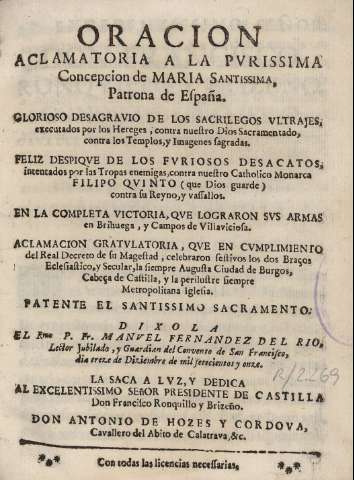 ORACION
ACLAMATORIA A LA PVRISSIMA
Concepcion de MARIA SANTISSIMA,
Patrona de España.
GLORIOSO DESAGRAVIO DE LOS SACRILEGOS VLTRAJES,
executados por los Hereges, contra nuestro Dios Sacramentado,
contra los Templos, y Imagenes sagradas.
FELIZ DESPIQVE DE LOS FVRIOSOS DESACATOS,
intentados por las Tropas enemigas, contra nuestro Catholico Monarca
FILIPO QVINTO (que Dios guarde)
contra su Reyno, y vassallos.
EN LA COMPLETA VICTORIA, QVE LOGRARON SVS ARMAS
en Brihuega, y Campos de Villaviciosa.
ACLAMACION GRATVLATORIA, QVE EN CVMPLIMIENTO
del Real Decreto de su Magestad, celebraron festivos los dos Braços
Eclesiastico, y Secular, la siempre Augusta Ciudad de Burgos,
Cabeça de Castilla, y la perilustre siempre
Metropolitana Iglesia.
PATENTE EL SANTISSIMO SACRAMENTO:
DIXOLA
EL Rmo P. Fr. MANVEL FERNANDEZ DEL RIO,
Lector Jubilado, y Guardian del Convento de San Francisco,
dia treze de Diziembre de mil setecientos y onze.
LA SACA A LVZ, Y DEDICA
AL EXCELENTISSIMO SEÑOR PRESIDENTE DE CASTILLA
Don Francisco Ronquillo y Brizeño.
DON ANTONIO DE HOZES Y CORDOVA,
Cavallero del Abito de Calatrava, &c.
Con todas las licencias necessarias.
R/2269